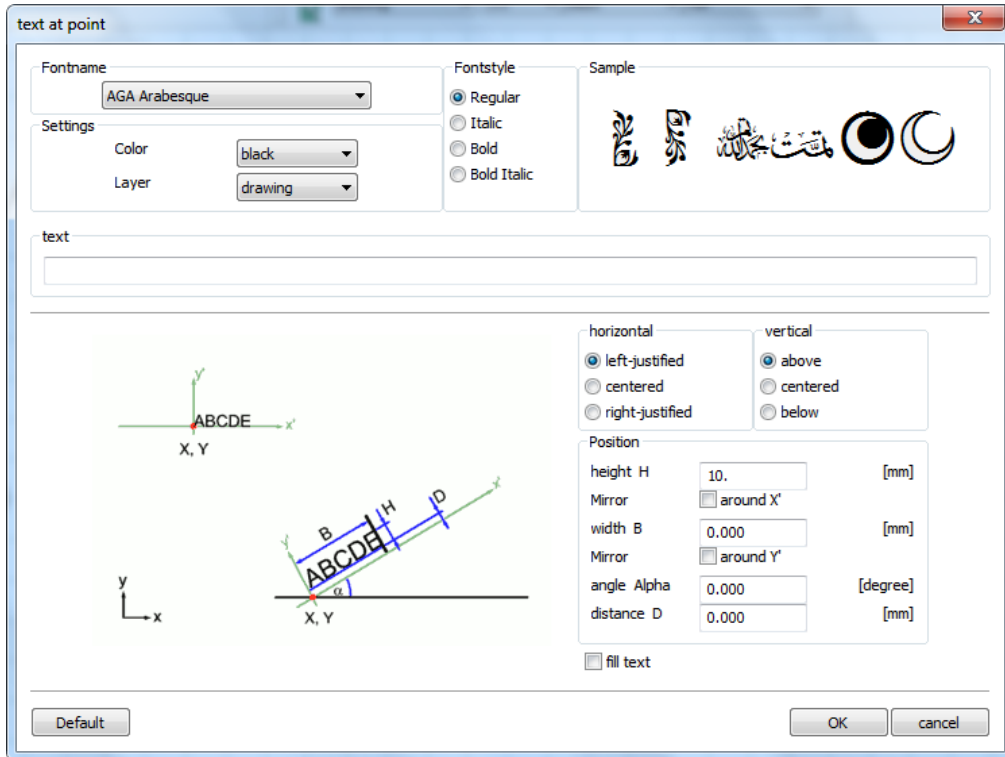 text at point
Fontname
AGA Arabesque
Settings
Color
black
Layer
drawing
Fontstyle
Regular
Italic
Bold
Bold Italic
Sample
text
horizontal
left-justified
centered
right-justified
vertical
above
centered
below
Position
height H
10.
[mm]
Mirror
around X'
width B
0.000
[mm]
Mirror
around Y'
angle Alpha
0.000
[degree]
distance D
0.000
[mm]
fill text
y'
ABCDE
x'
X, Y
B
H
D
x'
y'
ABCDE
α
X, Y
y
x
Default
OK
cancel